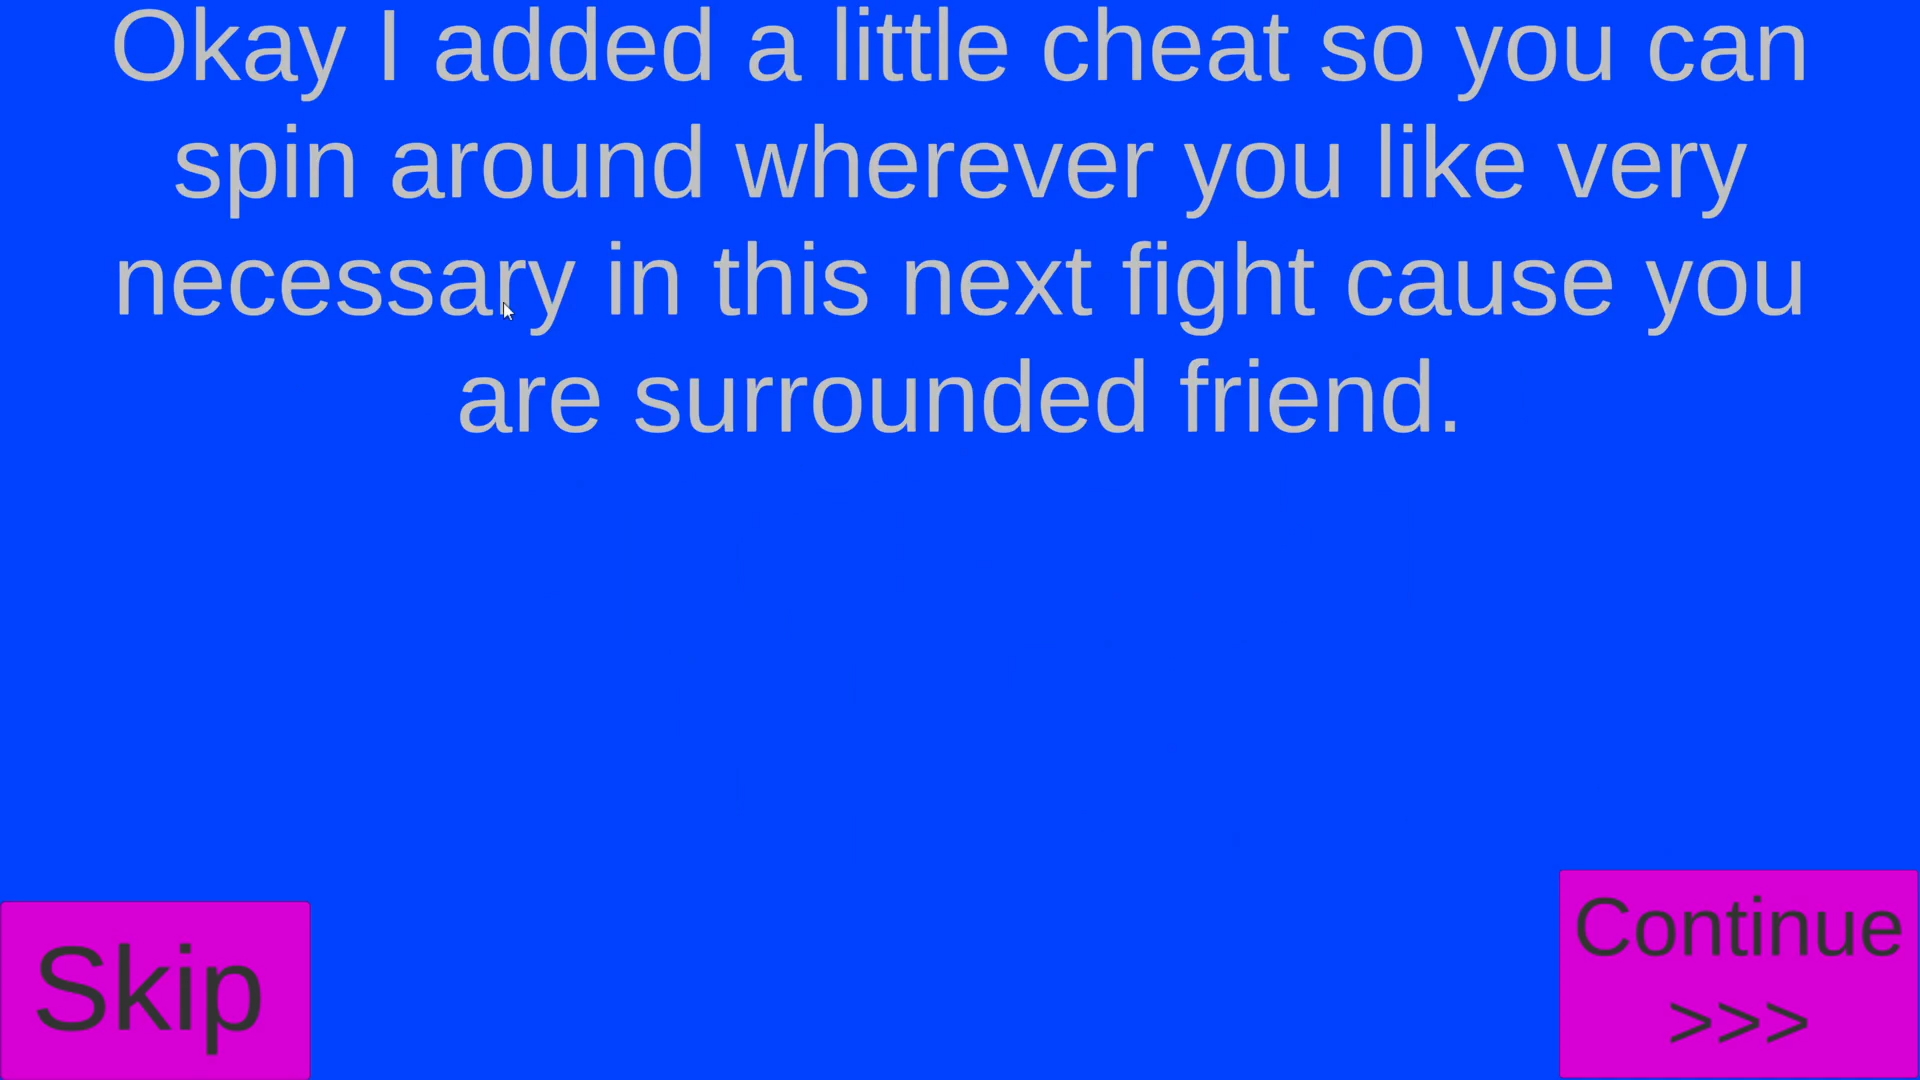 Okay I added a little cheat so you can
spin around wherever you like very
necessary in this next fight cause you
are surrounded friend.
Skip
Continue
>>>